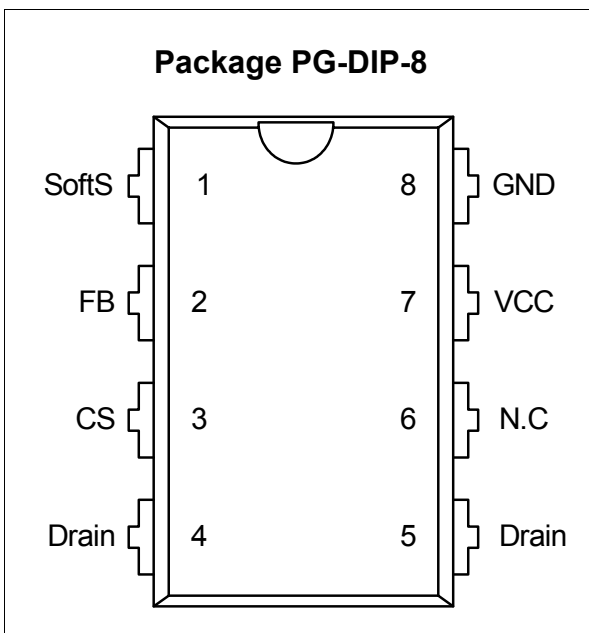 Package PG-DIP-8
SoftS 1 8 GND
FB 2 7 VCC
CS 3 6 N.C
Drain 4 5 Drain